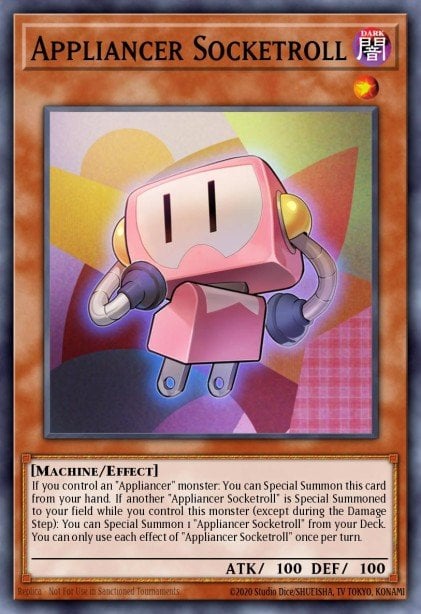 Appliancer Socketroll
DARK
闇
[Machine/Effect]
If you control an "Appliancer" monster: You can Special Summon this card
from your hand. If another "Appliancer Socketroll" is Special Summoned
to your field while you control this monster (except during the Damage
Step): You can Special Summon 1 "Appliancer Socketroll" from your Deck.
You can only use each effect of "Appliancer Socketroll" once per turn.
ATK/ 100 DEF/ 100
Replica - Not For Use in Sanctioned Tournaments
©2020 Studio Dice/SHUEISHA, TV TOKYO, KONAMI